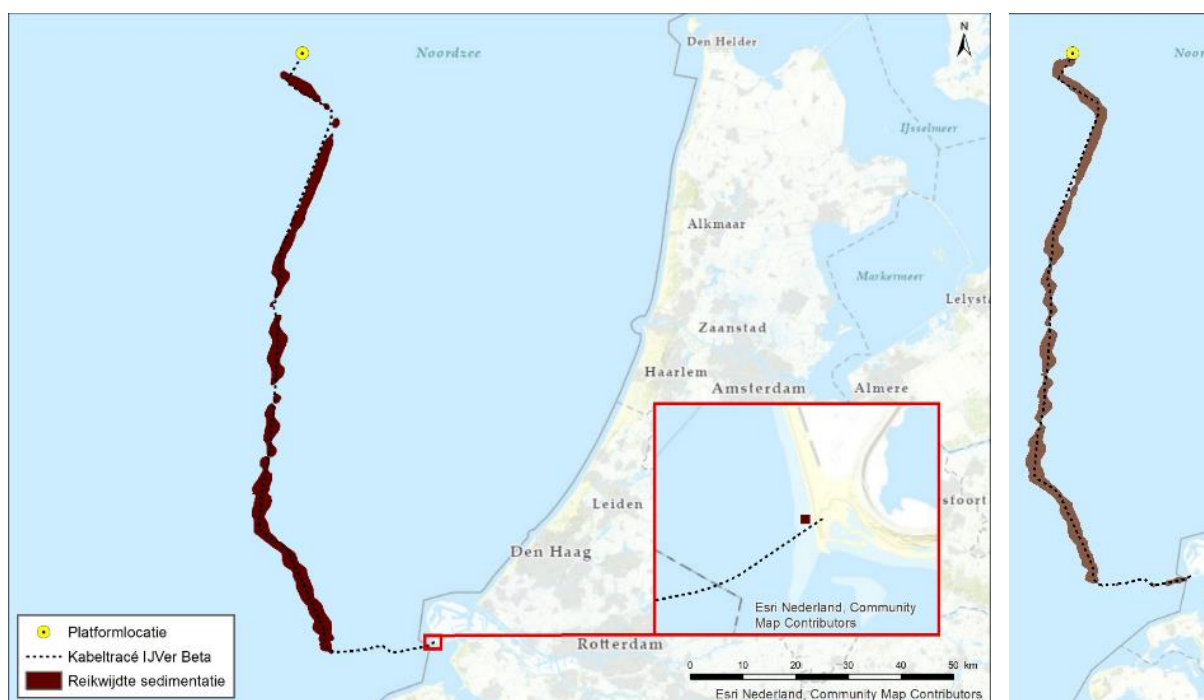 Noordzee
Den Helder
N
IJsselmeer
Alkmaar
Markermeer
Lelysta
Zaanstad
Haarlem
Amsterdam
Almere
Leiden
Den Haag
Esri Nederland, Community
Map Contributors
Rotterdam
Platformlocatie
Kabeltracé IJVer Beta
Reikwijdte sedimentatie
0 10 20 30 40 50 km
Esri Nederland, Community Map Contributors
Noor
sfoort